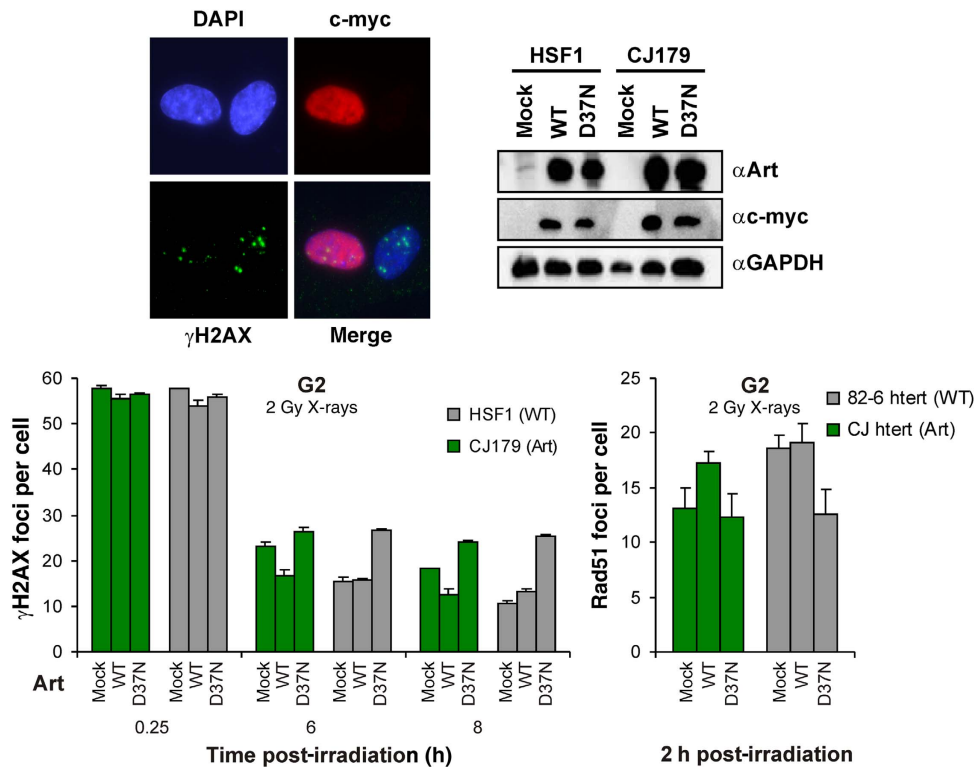 DAPI
c-myc
γH2AX
Merge
HSF1
CJ179
Mock
WT
D37N
Mock
WT
D37N
αArt
αc-myc
αGAPDH
G2
2 Gy X-rays
HSF1 (WT)
CJ179 (Art)
γH2AX foci per cell
60
50
40
30
20
10
0
Art
Mock
WT
D37N
Mock
WT
D37N
Mock
WT
D37N
Mock
WT
D37N
Mock
WT
D37N
Mock
WT
D37N
0.25
6
8
Time post-irradiation (h)
G2
2 Gy X-rays
82-6 htert (WT)
CJ htert (Art)
Rad51 foci per cell
25
20
15
10
5
0
Mock
WT
D37N
Mock
WT
D37N
2 h post-irradiation